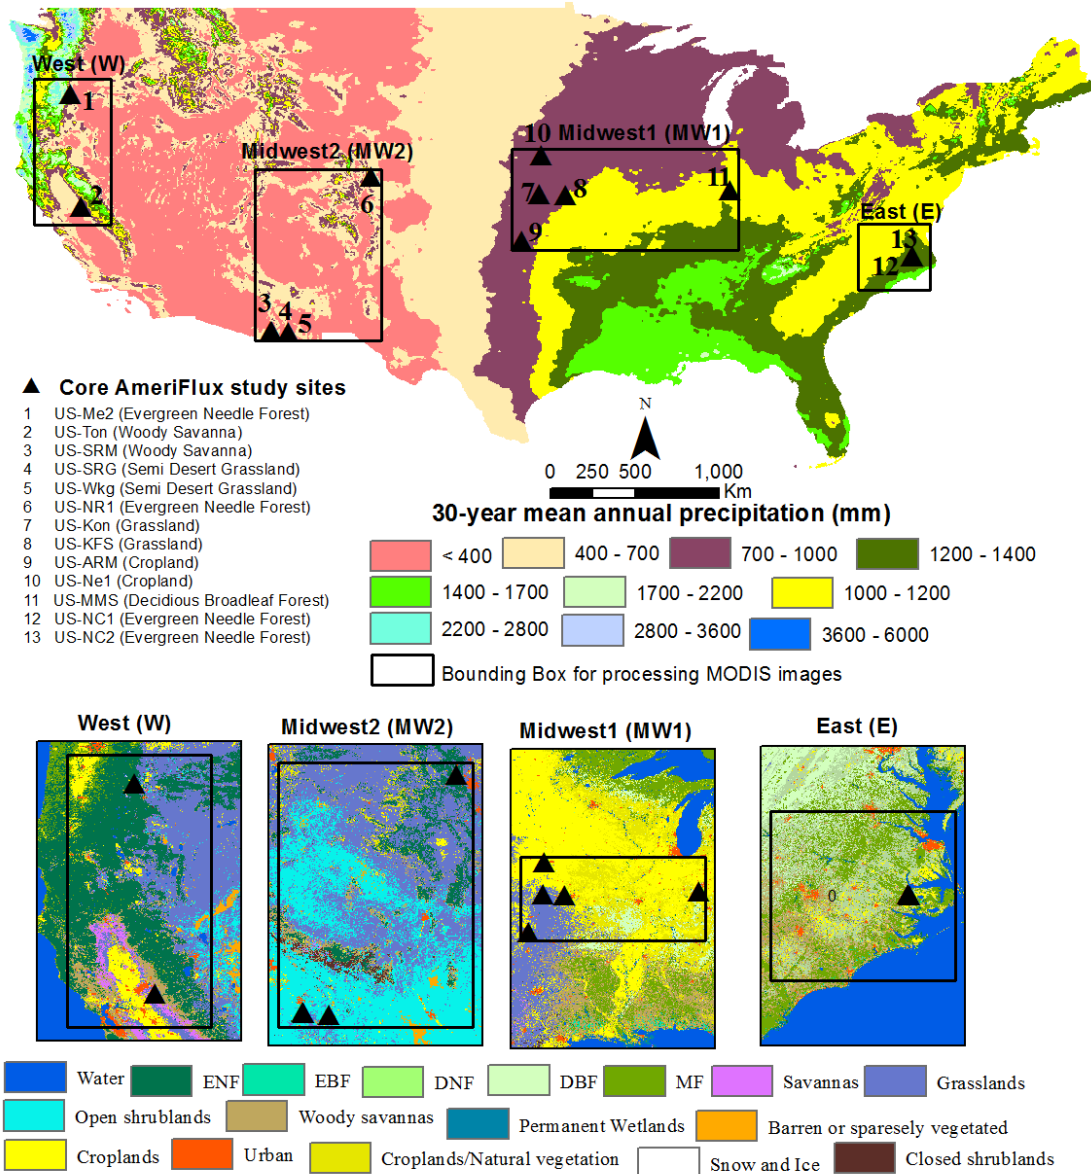 West (W)
1
2
Midwest2 (MW2)
6
3
4
5
10 Midwest1 (MW1)
7
8
11
9
East (E)
13
12
Core AmeriFlux study sites
1 US-Me2 (Evergreen Needle Forest)
2 US-Ton (Woody Savanna)
3 US-SRM (Woody Savanna)
4 US-SRG (Semi Desert Grassland)
5 US-Wkg (Semi Desert Grassland)
6 US-NR1 (Evergreen Needle Forest)
7 US-Kon (Grassland)
8 US-KFS (Grassland)
9 US-ARM (Cropland)
10 US-Ne1 (Cropland)
11 US-MMS (Decidious Broadleaf Forest)
12 US-NC1 (Evergreen Needle Forest)
13 US-NC2 (Evergreen Needle Forest)
N
0 250 500 1,000
Km
30-year mean annual precipitation (mm)
< 400 400 - 700 700 - 1000 1200 - 1400
1400 - 1700 1700 - 2200 1000 - 1200
2200 - 2800 2800 - 3600 3600 - 6000
Bounding Box for processing MODIS images
West (W) Midwest2 (MW2) Midwest1 (MW1) East (E)
0
Water ENF EBF DNF DBF MF Savannas Grasslands
Open shrublands Woody savannas Permanent Wetlands Barren or sparesely vegetated
Croplands Urban Croplands/Natural vegetation Snow and Ice Closed shrublands